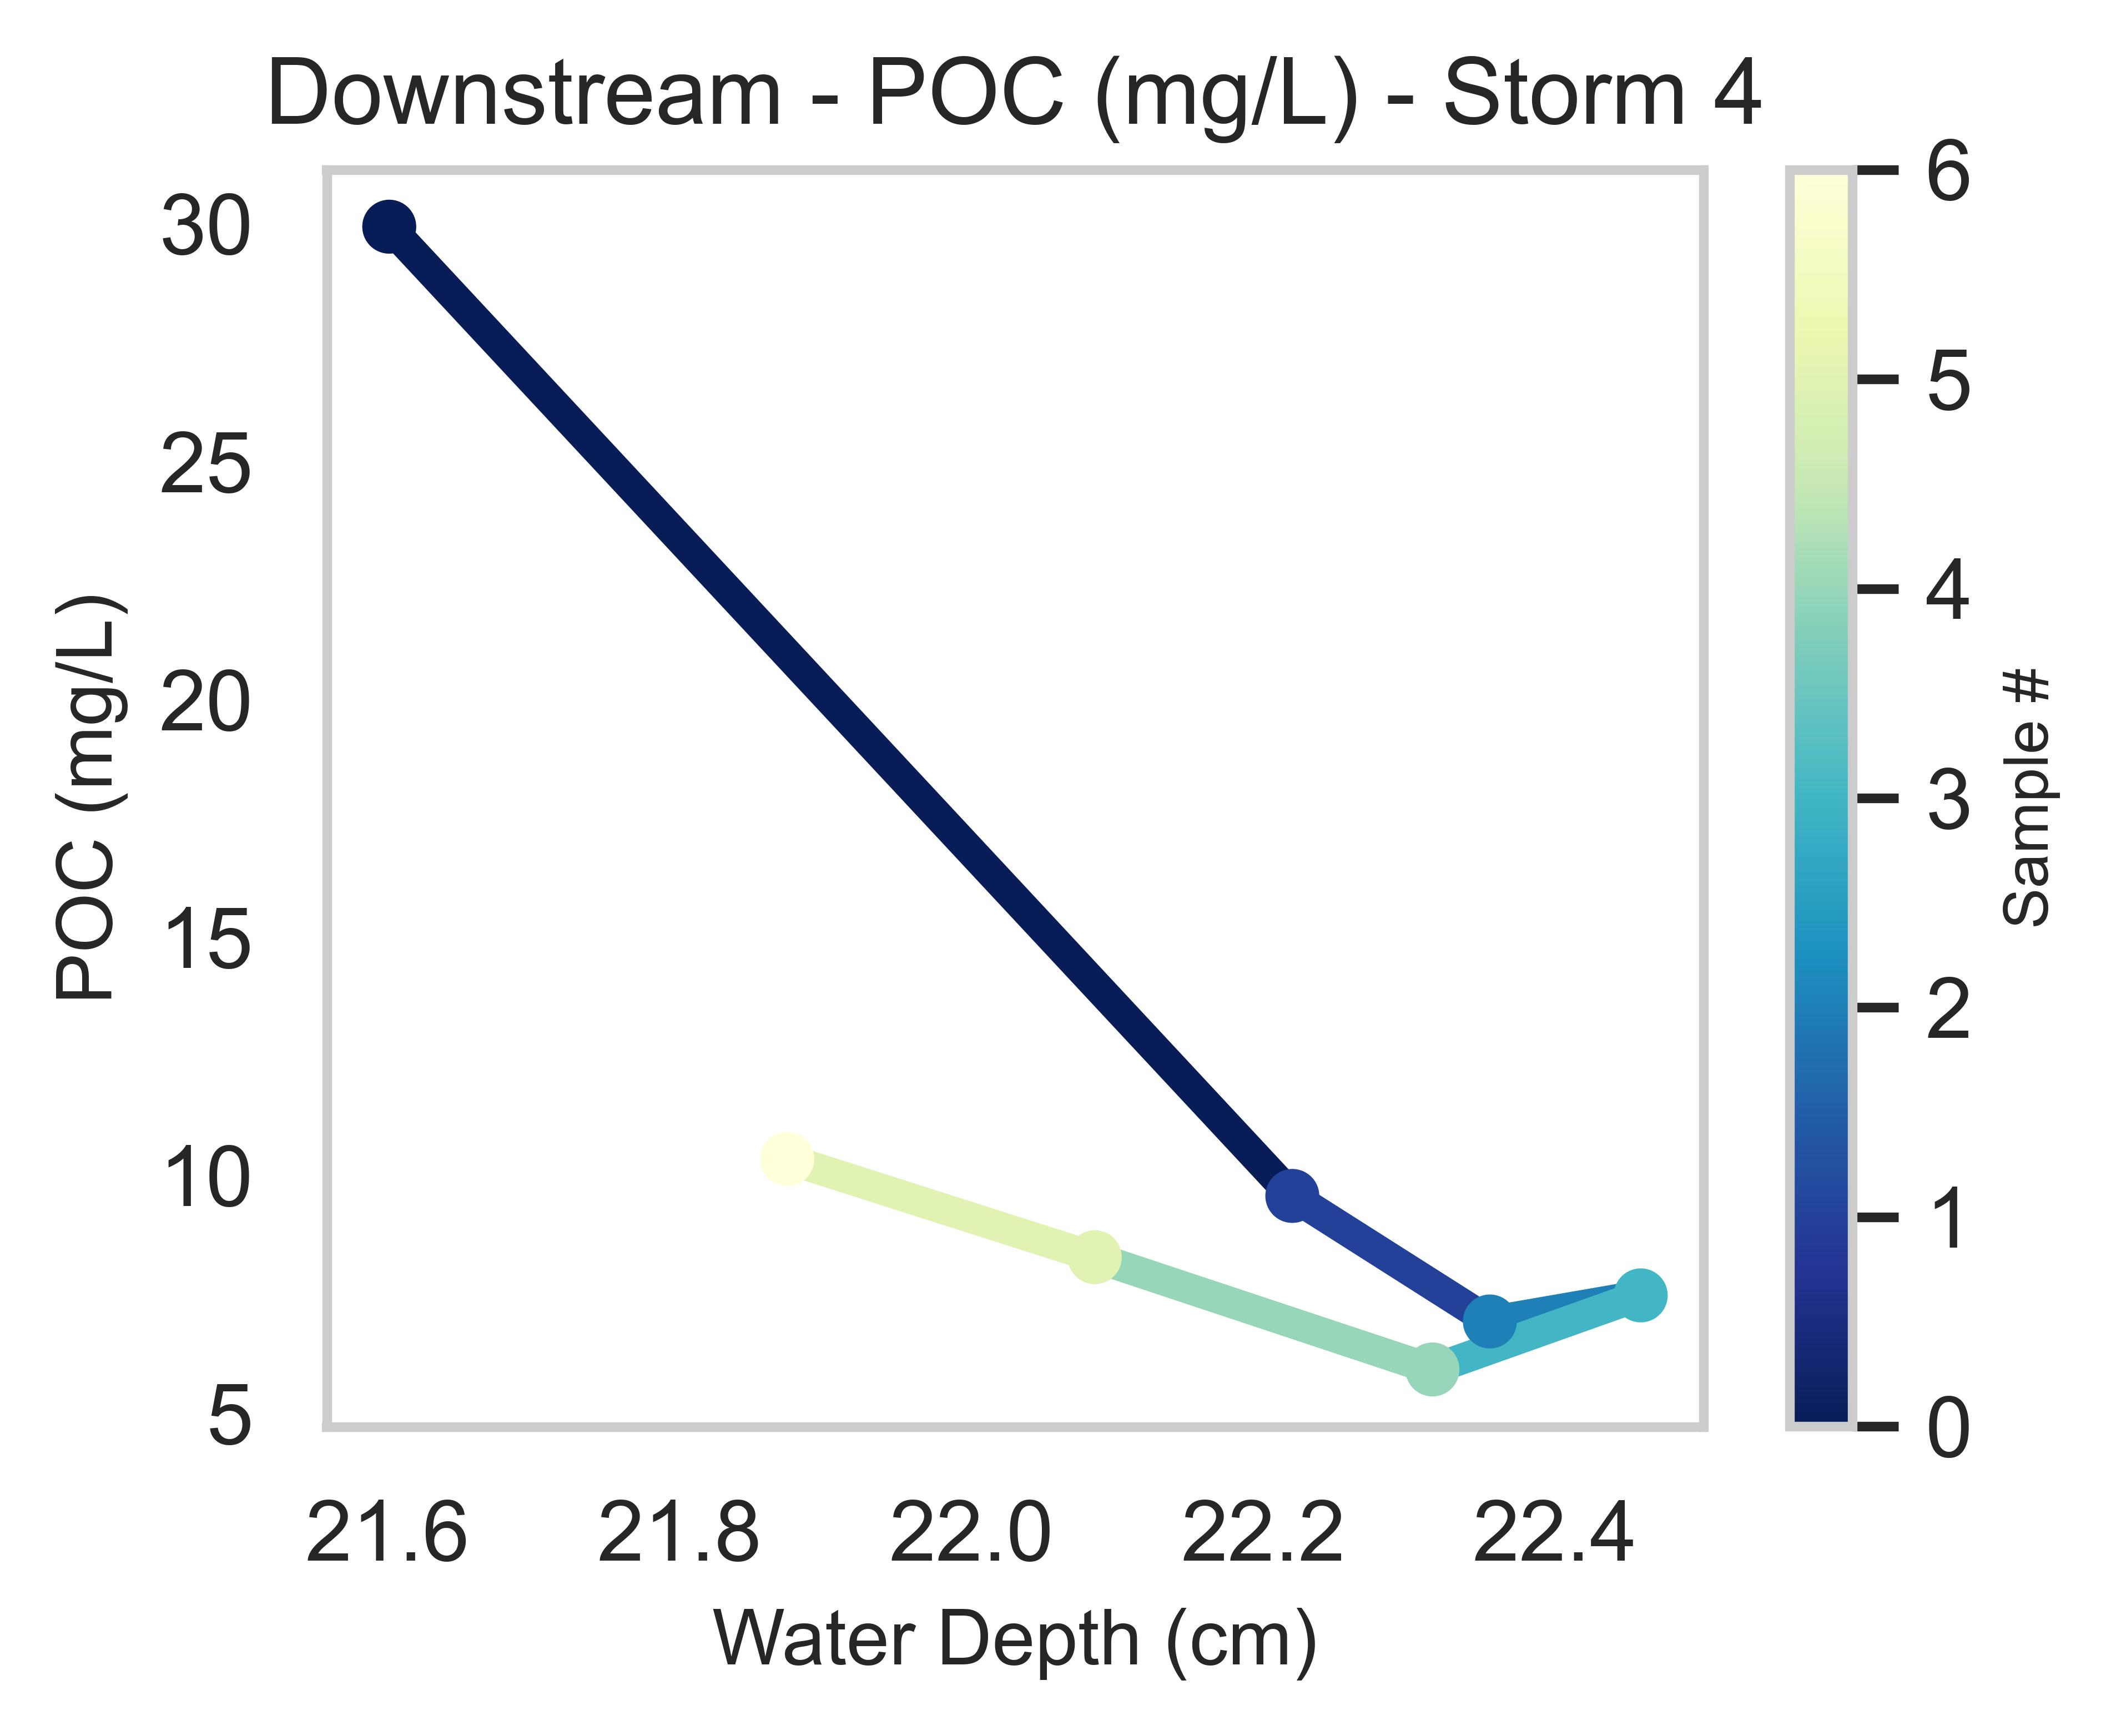 Downstream - POC (mg/L) - Storm 4
POC (mg/L)
30
25
20
15
10
5
21.6 21.8 22.0 22.2 22.4
Water Depth (cm)
6
5
4
3
2
1
0
Sample #